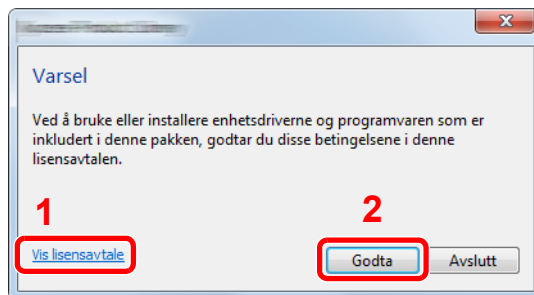 Varsel
Ved å bruke eller installere enhetsdriverne og programvaren som er
inkludert i denne pakken, godtar du disse betingelsene i denne
lisensavtalen.
1
2
Vis lisensavtale
Godta
Avslutt